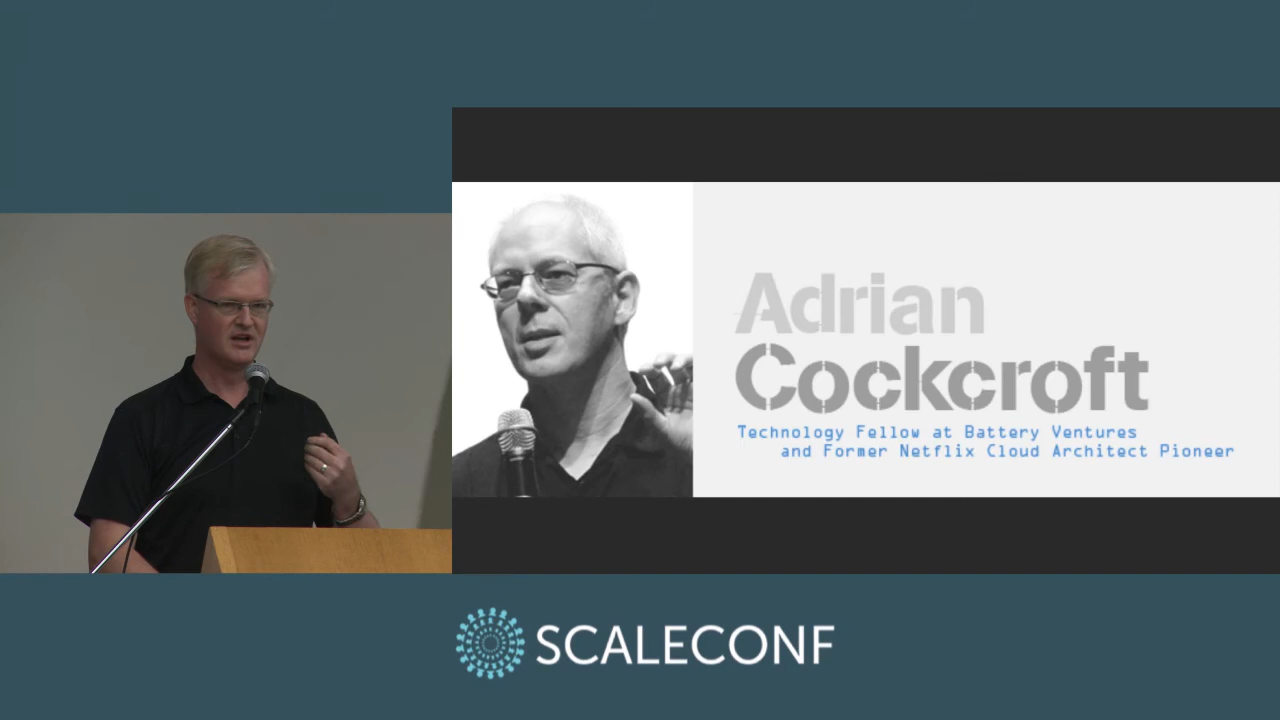 Adrian
Cockcroft
Technology Fellow at Battery Ventures
and Former Netflix Cloud Architect Pioneer
SCALECONF